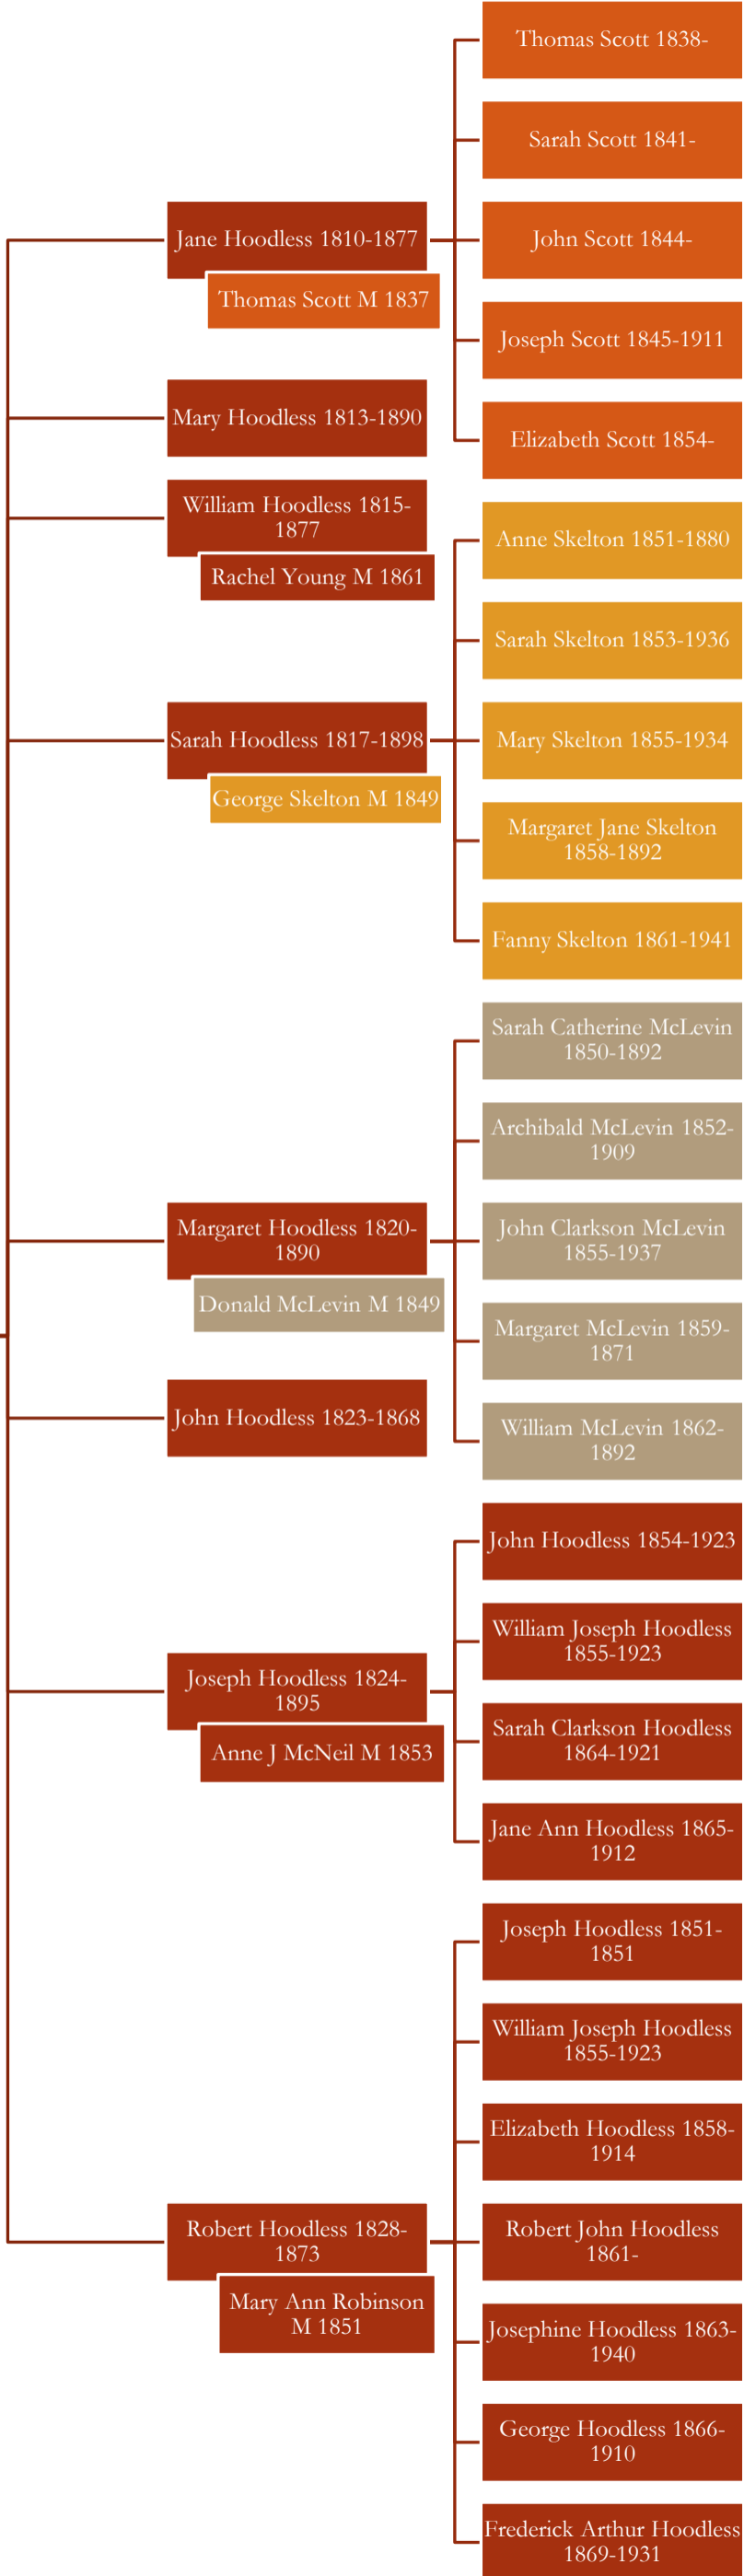 Thomas Scott 1838-
Sarah Scott 1841-
Jane Hoodless 1810-1877
Thomas Scott M 1837
John Scott 1844-
Joseph Scott 1845-1911
Elizabeth Scott 1854-
Mary Hoodless 1813-1890
William Hoodless 1815-
1877
Rachel Young M 1861
Anne Skelton 1851-1880
Sarah Skelton 1853-1936
Sarah Hoodless 1817-1898
George Skelton M 1849
Mary Skelton 1855-1934
Margaret Jane Skelton
1858-1892
Fanny Skelton 1861-1941
Sarah Catherine McLevin
1850-1892
Archibald McLevin 1852-
1909
Margaret Hoodless 1820-
1890
Donald McLevin M 1849
John Clarkson McLevin
1855-1937
Margaret McLevin 1859-
1871
William McLevin 1862-
1892
John Hoodless 1823-1868
John Hoodless 1854-1923
William Joseph Hoodless
1855-1923
Joseph Hoodless 1824-
1895
Anne J McNeil M 1853
Sarah Clarkson Hoodless
1864-1921
Jane Ann Hoodless 1865-
1912
Joseph Hoodless 1851-
1851
William Joseph Hoodless
1855-1923
Elizabeth Hoodless 1858-
1914
Robert Hoodless 1828-
1873
Mary Ann Robinson
M 1851
Robert John Hoodless
1861-
Josephine Hoodless 1863-
1940
George Hoodless 1866-
1910
Frederick Arthur Hoodless
1869-1931